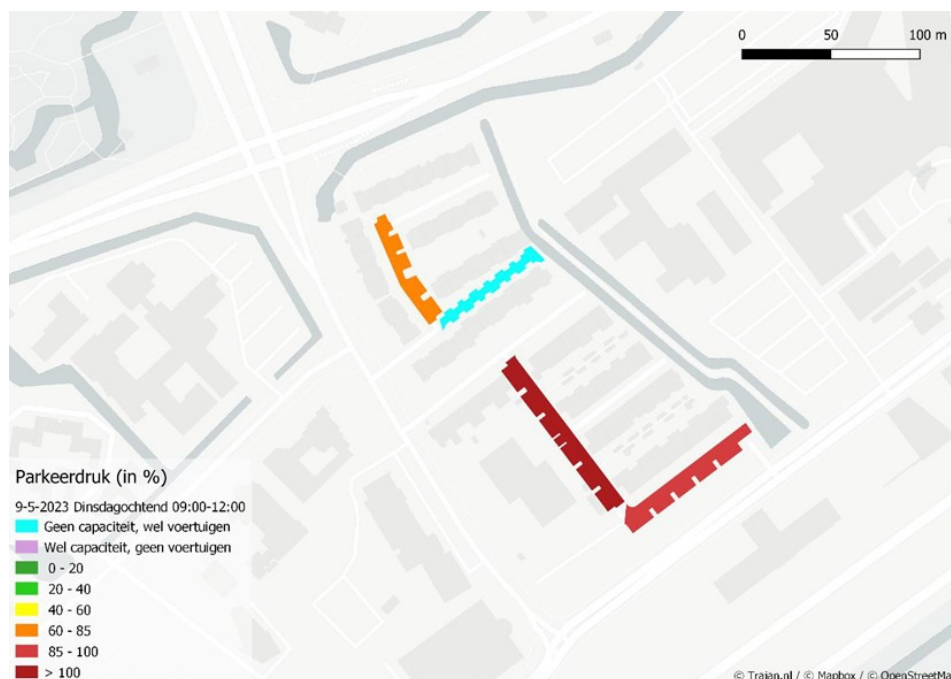 0 50 100 m
Parkeerdruk (in %)
9-5-2023 Dinsdagochtend 09:00-12:00
Geen capaciteit, wel voertuigen
Wel capaciteit, geen voertuigen
0 - 20
20 - 40
40 - 60
60 - 85
85 - 100
> 100
© Trajan.nl / © Mapbox / © OpenStreetMa